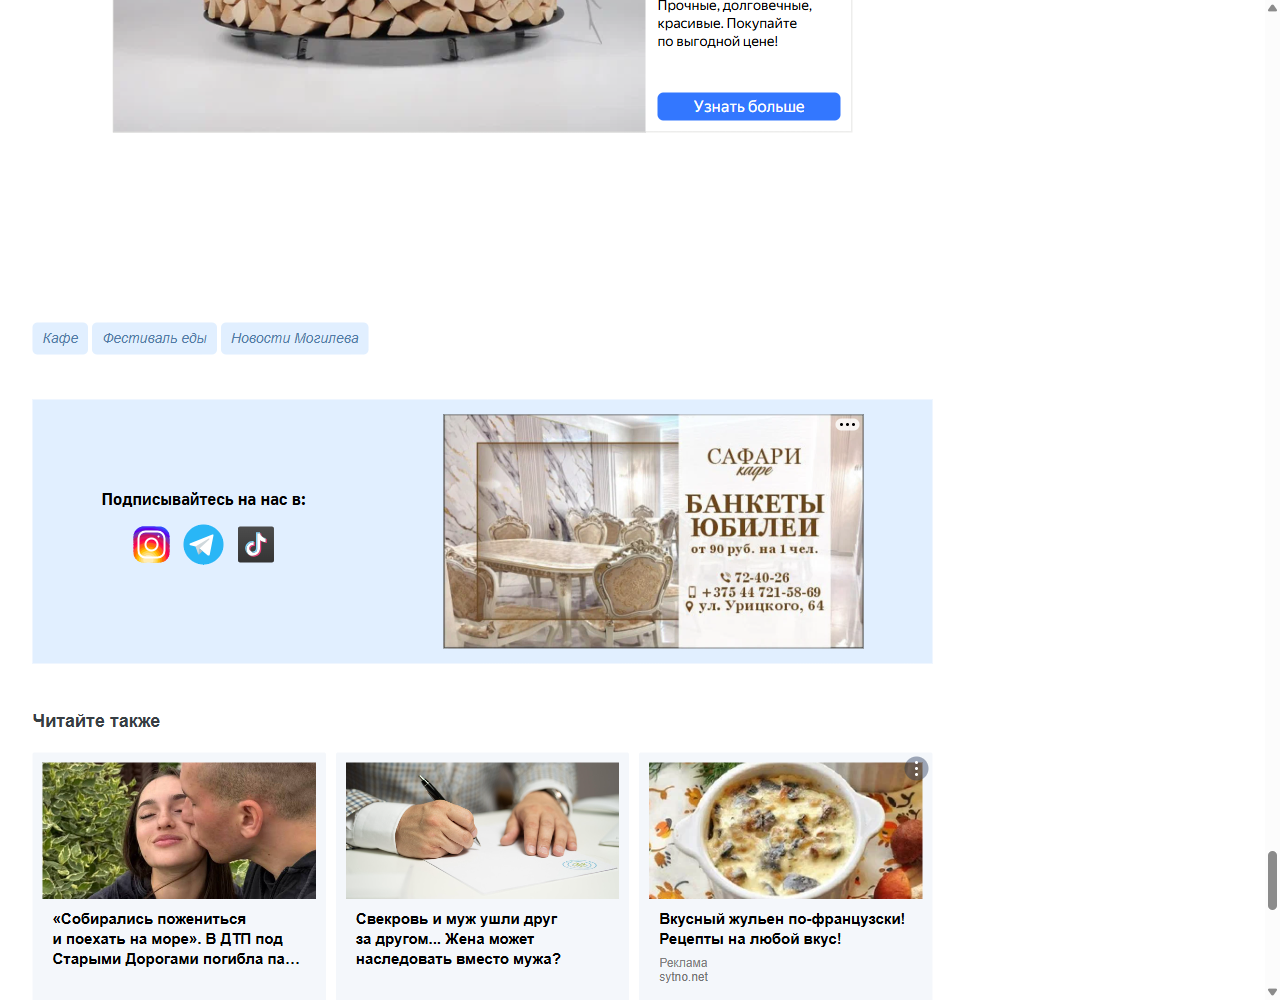 Прочные, долговечные,
красивые. Покупайте
по выгодной цене!
Узнать больше
Кафе
Фестиваль еды
Новости Могилева
Подписывайтесь на нас в:
САФАРИ
кафе
БАНКЕТЫ
ЮБИЛЕИ
от 90 руб. на 1 чел.
72-40-26
+375 44 721-58-69
ул. Урицкого, 64
Читайте также
«Собирались пожениться
и поехать на море». В ДТП под
Старыми Дорогами погибла па…
Свекровь и муж ушли друг
за другом... Жена может
наследовать вместо мужа?
Вкусный жульен по-французски!
Рецепты на любой вкус!
Реклама
sytno.net